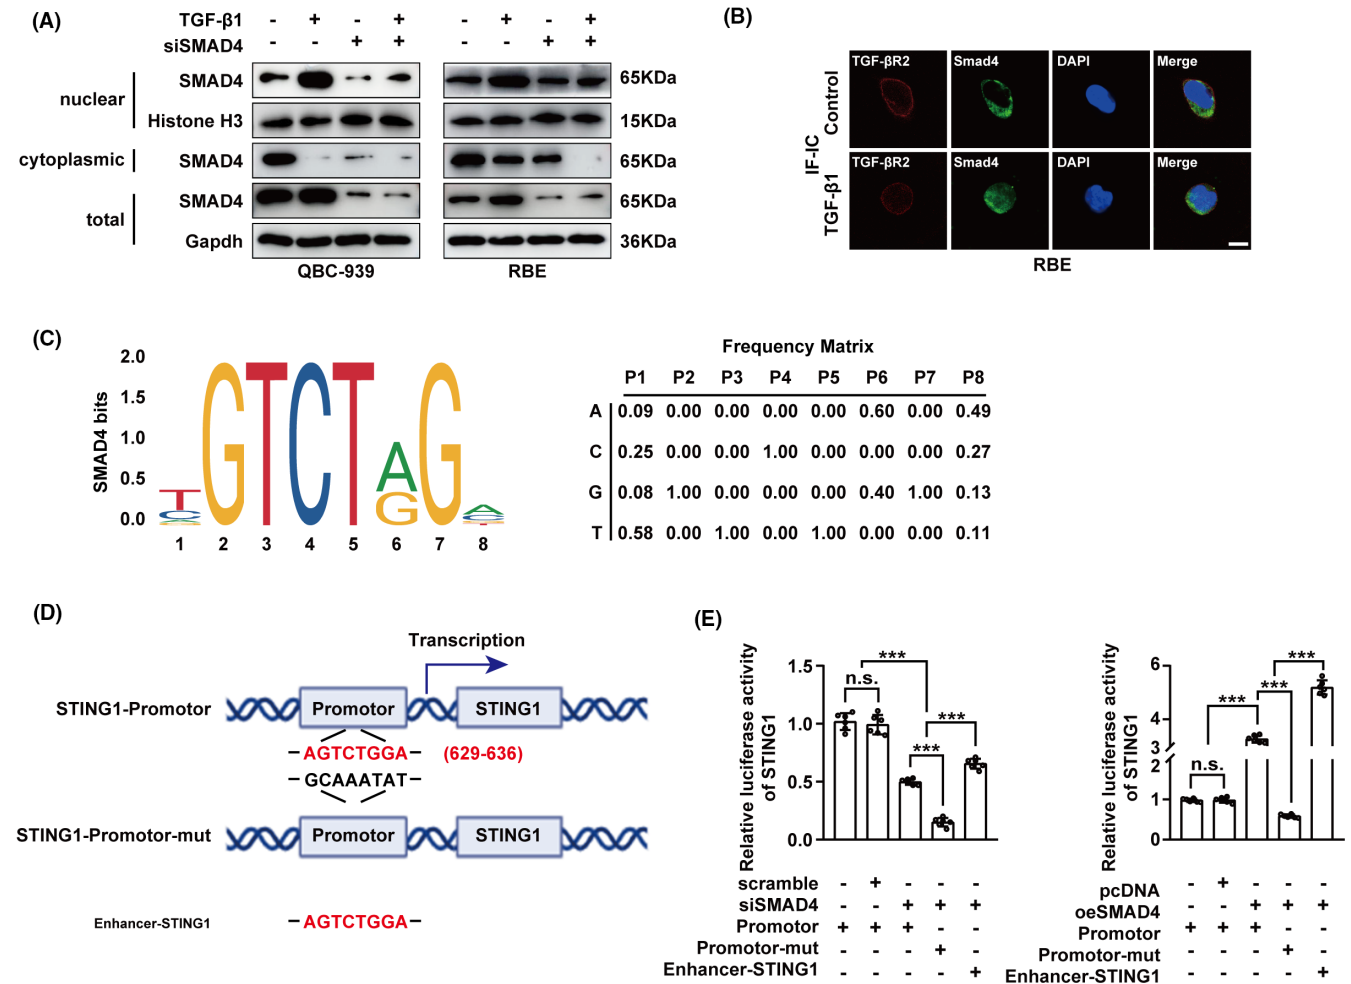 (A)
TGF-β1 - + - + - + - +
siSMAD4 - - + + - - + +
nuclear
SMAD4 65KDa
Histone H3 15KDa
cytoplasmic SMAD4 65KDa
total
SMAD4 65KDa
Gapdh 36KDa
QBC-939 RBE
(B)
IF-IC
Control
TGF-βR2 Smad4 DAPI Merge
TGF-β1
TGF-βR2 Smad4 DAPI Merge
RBE
(C)
SMAD4 bits
2.0
1.5
1.0
0.5
0.0
T C A G G T C T A G G A C G T
1 2 3 4 5 6 7 8
Frequency Matrix
P1 P2 P3 P4 P5 P6 P7 P8
A 0.09 0.00 0.00 0.00 0.00 0.60 0.00 0.49
C 0.25 0.00 0.00 1.00 0.00 0.00 0.00 0.27
G 0.08 1.00 0.00 0.00 0.00 0.40 1.00 0.13
T 0.58 0.00 1.00 0.00 1.00 0.00 0.00 0.11
(D)
Transcription
STING1-Promotor Promotor STING1
AGTCTGGA (629-636)
GCAAATAT
STING1-Promotor-mut Promotor STING1
Enhancer-STING1 AGTCTGGA
(E)
Relative luciferase activity
of STING1
1.5
1.0
0.5
0.0
n.s. *** *** ***
scramble - + - - -
siSMAD4 - - + + +
Promotor + + + - -
Promotor-mut - - - + -
Enhancer-STING1 - - - - +
Relative luciferase activity
of STING1
6
4
3
2
1
0
n.s. *** *** ***
pcDNA - + - - -
oeSMAD4 - - + + +
Promotor + + + - -
Promotor-mut - - - + -
Enhancer-STING1 - - - - +